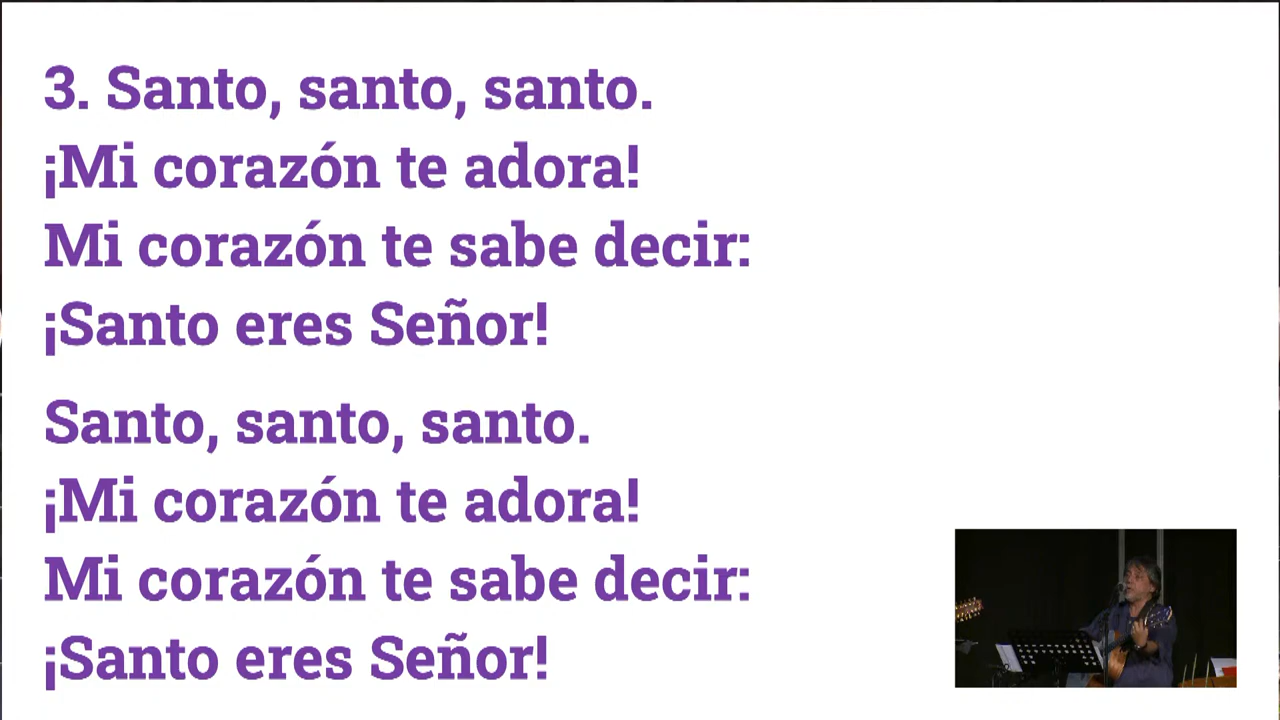 3. Santo, santo, santo.
¡Mi corazón te adora!
Mi corazón te sabe decir:
¡Santo eres Señor!
Santo, santo, santo.
¡Mi corazón te adora!
Mi corazón te sabe decir:
¡Santo eres Señor!